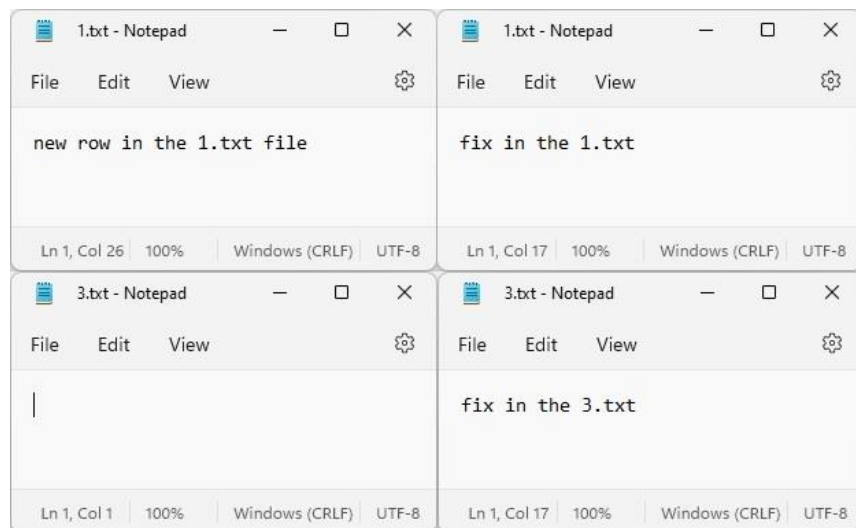 1.txt - Notepad
File Edit View
new row in the 1.txt file
Ln 1, Col 26 100% Windows (CRLF) UTF-8
1.txt - Notepad
File Edit View
fix in the 1.txt
Ln 1, Col 17 100% Windows (CRLF) UTF-8
3.txt - Notepad
File Edit View
Ln 1, Col 1 100% Windows (CRLF) UTF-8
3.txt - Notepad
File Edit View
fix in the 3.txt
Ln 1, Col 17 100% Windows (CRLF) UTF-8